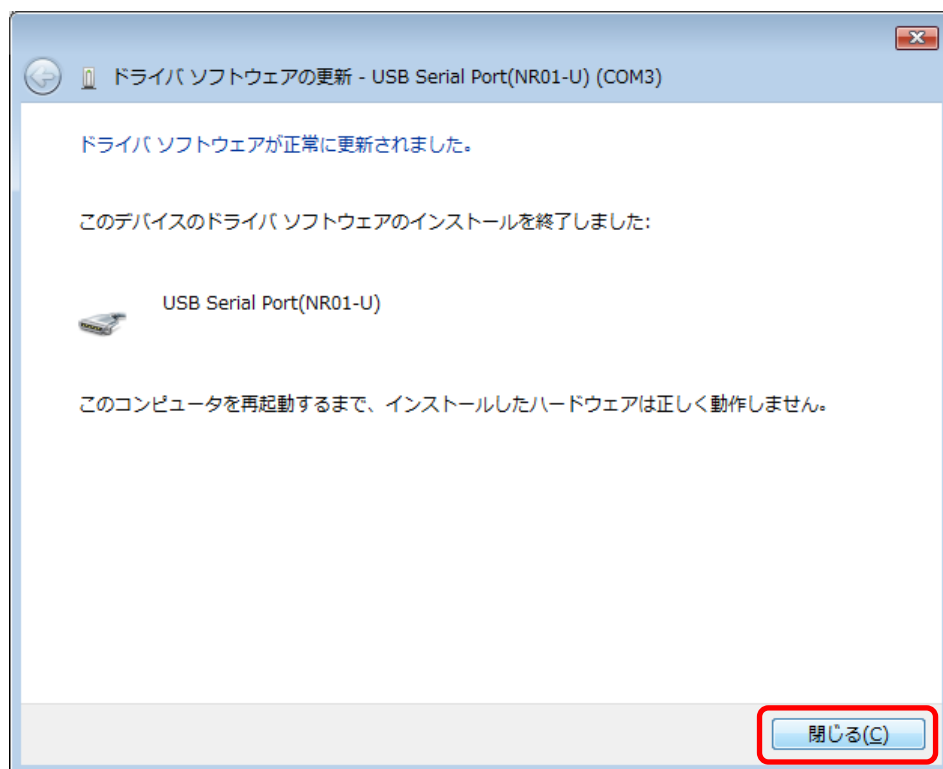 ドライバ ソフトウェアの更新 - USB Serial Port(NR01-U) (COM3)
ドライバ ソフトウェアが正常に更新されました。
このデバイスのドライバ ソフトウェアのインストールを終了しました:
USB Serial Port(NR01-U)
このコンピュータを再起動するまで、インストールしたハードウェアは正しく動作しません。
閉じる(C)